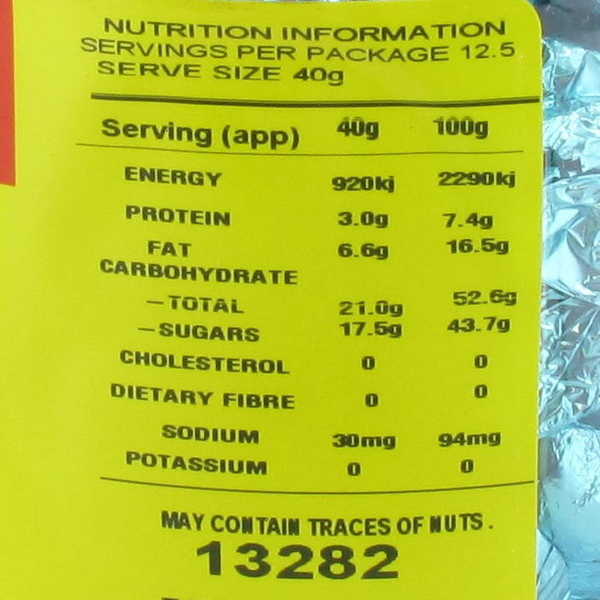 NUTRITION INFORMATION
SERVINGS PER PACKAGE 12.5
SERVE SIZE 40g
Serving (app) 40g 100g
ENERGY 920kj 2290kj
PROTEIN 3.0g 7.4g
FAT 6.6g 16.5g
CARBOHYDRATE
—TOTAL 21.0g 52.6g
—SUGARS 17.5g 43.7g
CHOLESTEROL 0 0
DIETARY FIBRE 0 0
SODIUM 30mg 94mg
POTASSIUM 0 0
MAY CONTAIN TRACES OF NUTS.
13282